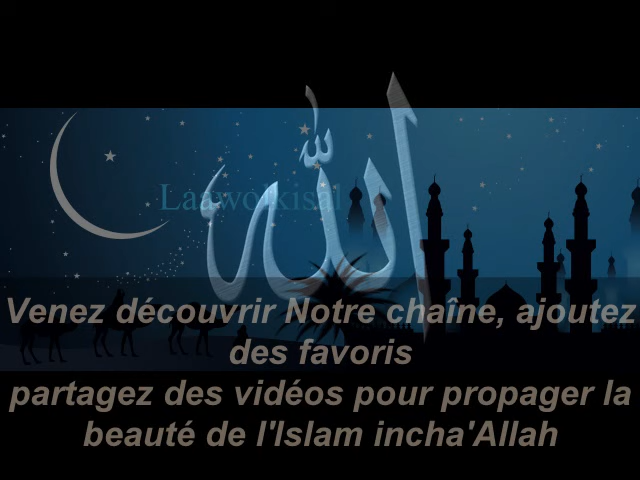 الله
Laawolkisal
Venez découvrir Notre chaîne, ajoutez
des favoris
partagez des vidéos pour propager la
beauté de l'Islam incha'Allah